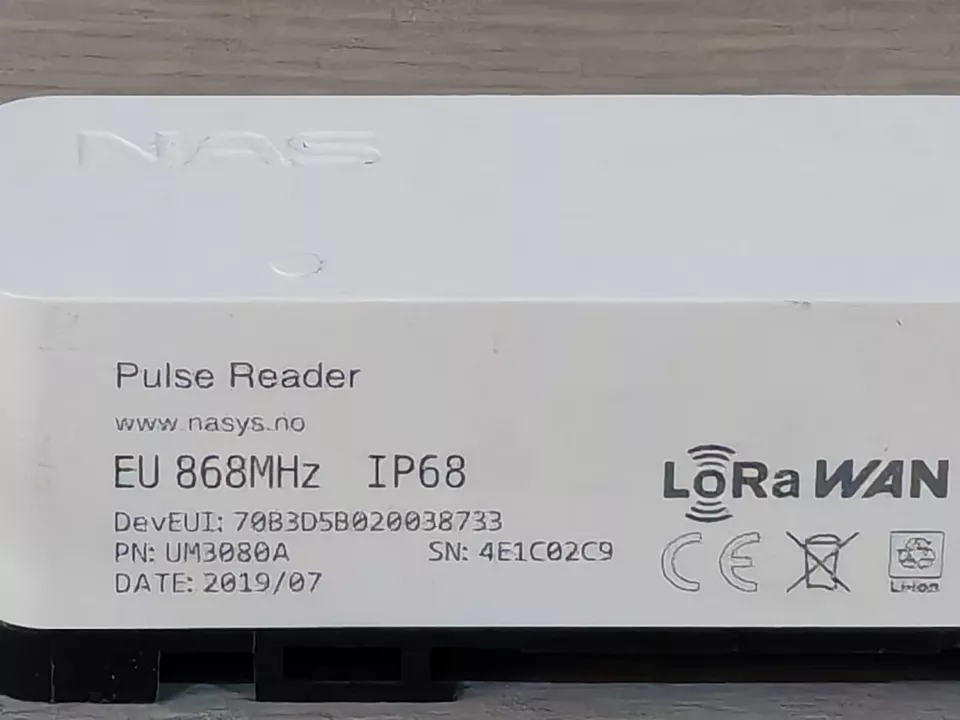 NAS
Pulse Reader
www.nasys.no
EU 868MHz IP68
LoRaWAN
DevEUI: 70B3D5B020038733
PN: UM3080A SN: 4E1C02C9
CE
DATE: 2019/07
Li-ion